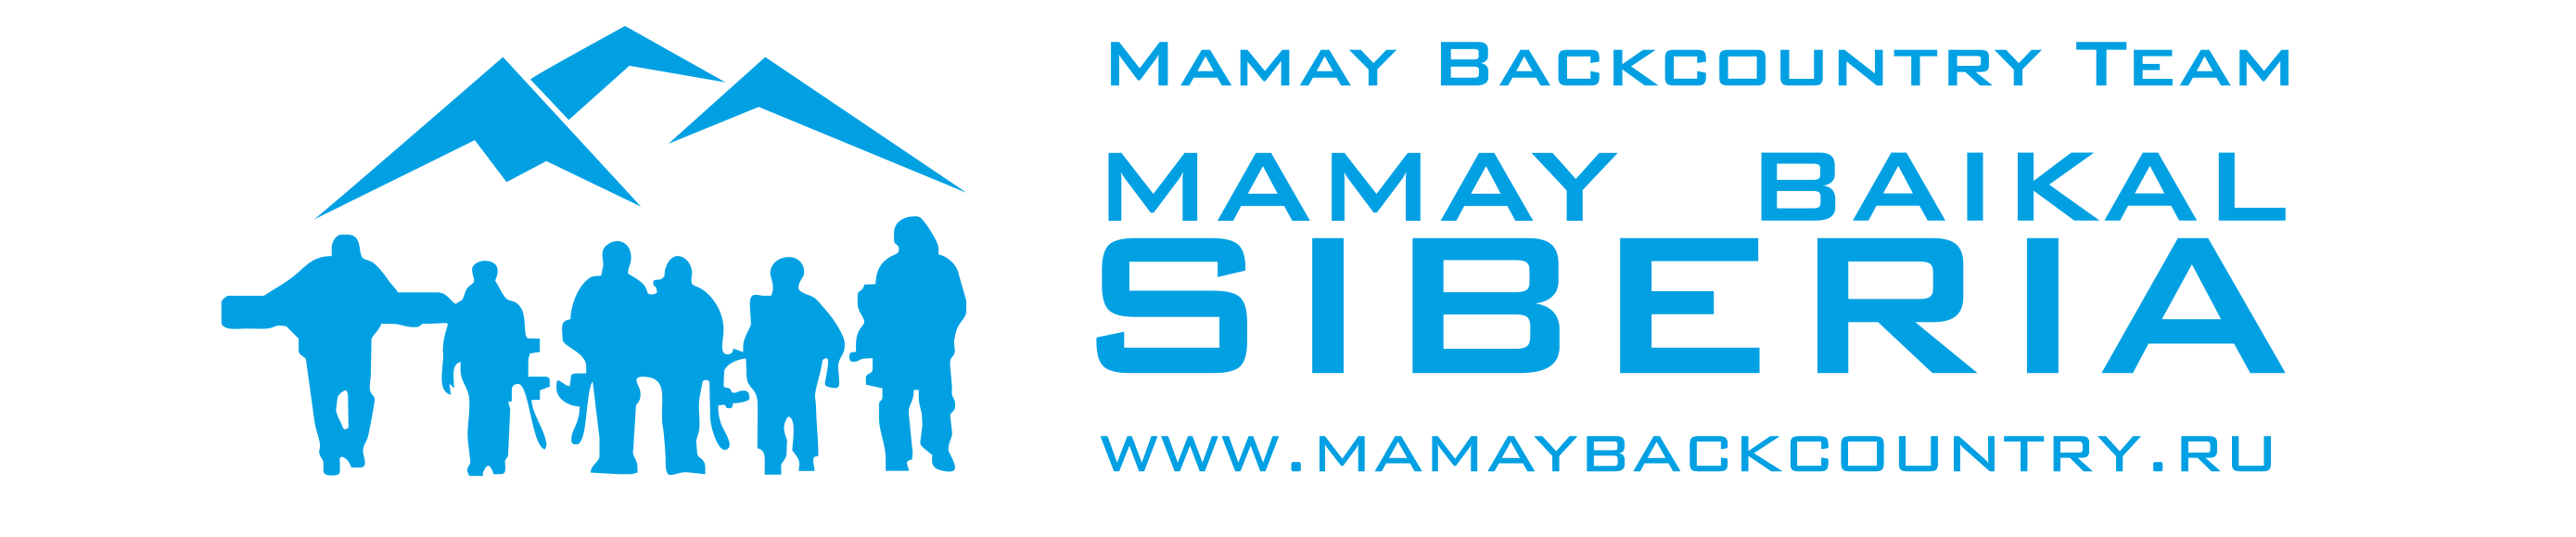 Mamay Backcountry Team
MAMAY BAIKAL
SIBERIA
www.mamaybackcountry.ru